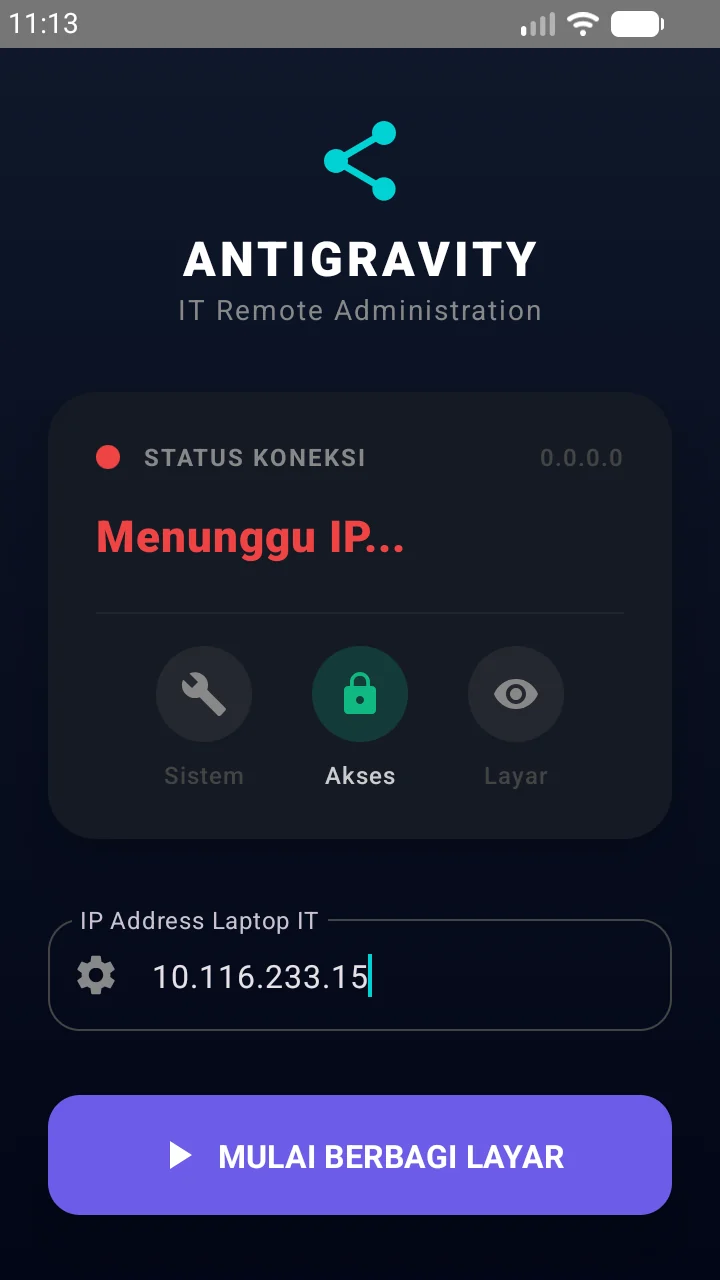 11:13
ANTIGRAVITY
IT Remote Administration
STATUS KONEKSI 0.0.0.0
Menunggu IP...
Sistem Akses Layar
IP Address Laptop IT
10.116.233.15
MULAI BERBAGI LAYAR